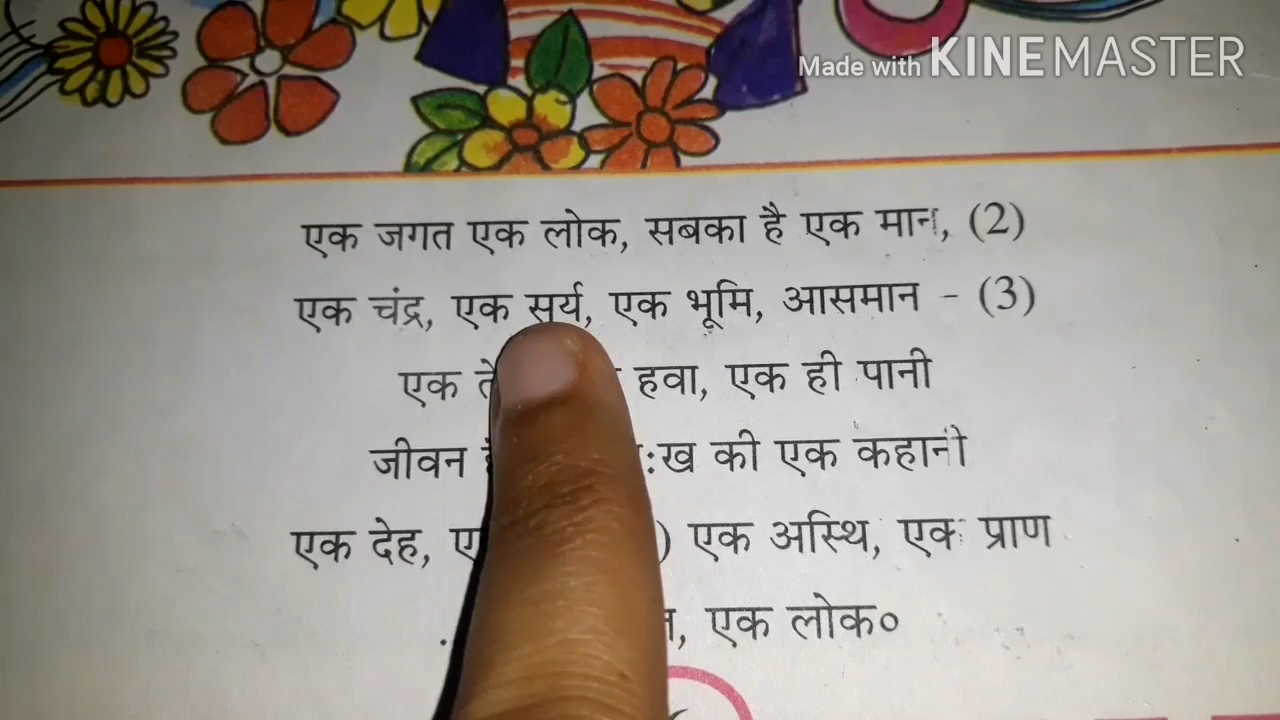 Made with KINEMASTER
एक जगत एक लोक, सबका है एक मान, (2)
एक चंद्र, एक सूर्य, एक भूमि, आसमान - (3)
एक हवा, एक ही पानी
जीवन की एक कहानी
एक देह, एक अस्थि, एक प्राण
एक लोक०